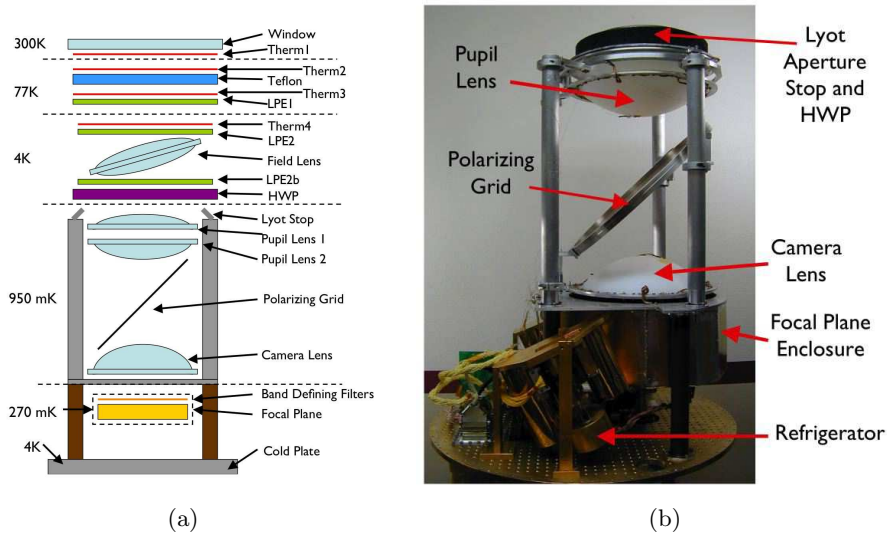 Window
300K
Therm1
Therm2
Teflon
77K
Therm3
LPE1
Therm4
LPE2
4K
Field Lens
LPE2b
HWP
Lyot Stop
Pupil Lens 1
Pupil Lens 2
950 mK
Polarizing Grid
Camera Lens
Band Defining Filters
270 mK
Focal Plane
4K
Cold Plate
(a)
Pupil
Lens
Lyot
Aperture
Stop and
HWP
Polarizing
Grid
Camera
Lens
Focal Plane
Enclosure
Refrigerator
(b)